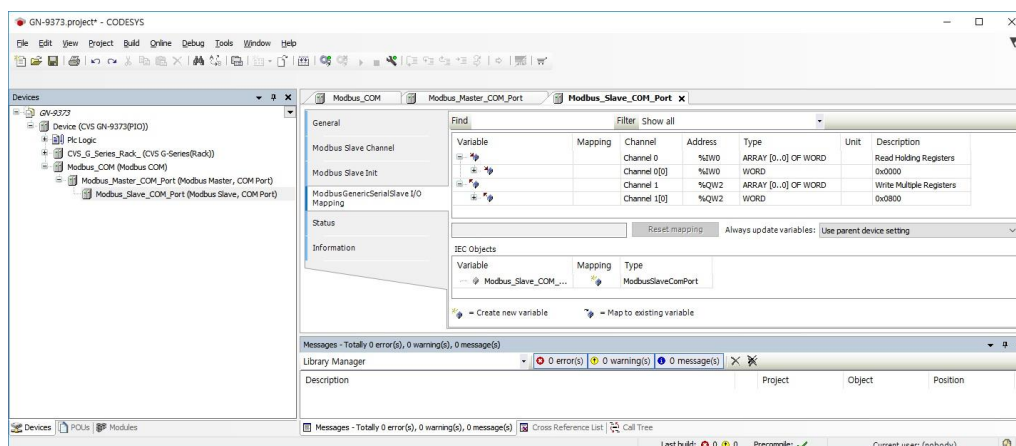 GN-9373.project* - CODESYS
File Edit View Project Build Online Debug Tools Window Help
Devices
GN-9373
Device (CVS GN-9373(PIO))
Plc Logic
CVS_G_Series_Rack_ (CVS G-Series(Rack))
Modbus_COM (Modbus COM)
Modbus_Master_COM_Port (Modbus Master, COM Port)
Modbus_Slave_COM_Port (Modbus Slave, COM Port)
Devices POUs Modules
Modbus_COM Modbus_Master_COM_Port Modbus_Slave_COM_Port
General
Modbus Slave Channel
Modbus Slave Init
ModbusGenericSerialSlave I/O
Mapping
Status
Information
Find Filter Show all
Variable Mapping Channel Address Type Unit Description
Channel 0 %IW0 ARRAY [0..0] OF WORD Read Holding Registers
Channel 0[0] %IW0 WORD 0x0000
Channel 1 %QW2 ARRAY [0..0] OF WORD Write Multiple Registers
Channel 1[0] %QW2 WORD 0x0800
Reset mapping Always update variables: Use parent device setting
IEC Objects
Variable Mapping Type
Modbus_Slave_COM_... ModbusSlaveComPort
= Create new variable = Map to existing variable
Messages - Totally 0 error(s), 0 warning(s), 0 message(s)
Library Manager 0 error(s) 0 warning(s) 0 message(s)
Description Project Object Position
Messages - Totally 0 error(s), 0 warning(s), 0 message(s) Cross Reference List Call Tree
Last build: 0 0 Precompile: Current user: (nobody)